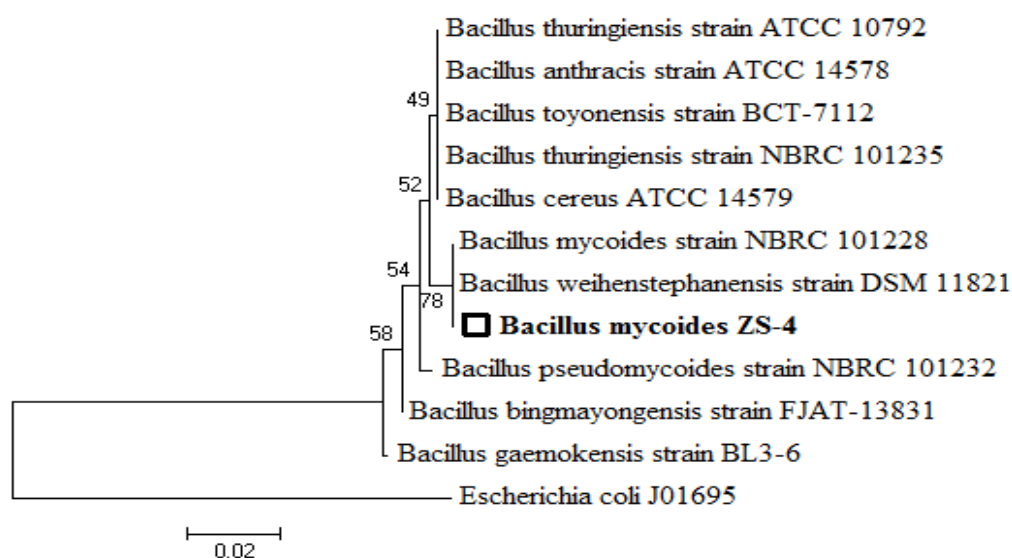 Bacillus thuringiensis strain ATCC 10792
Bacillus anthracis strain ATCC 14578
49
Bacillus toyonensis strain BCT-7112
Bacillus thuringiensis strain NBRC 101235
52
Bacillus cereus ATCC 14579
Bacillus mycoides strain NBRC 101228
54
Bacillus weihenstephanensis strain DSM 11821
78
58
Bacillus mycoides ZS-4
Bacillus pseudomycoides strain NBRC 101232
Bacillus bingmayongensis strain FJAT-13831
Bacillus gaemokensis strain BL3-6
Escherichia coli J01695
0.02